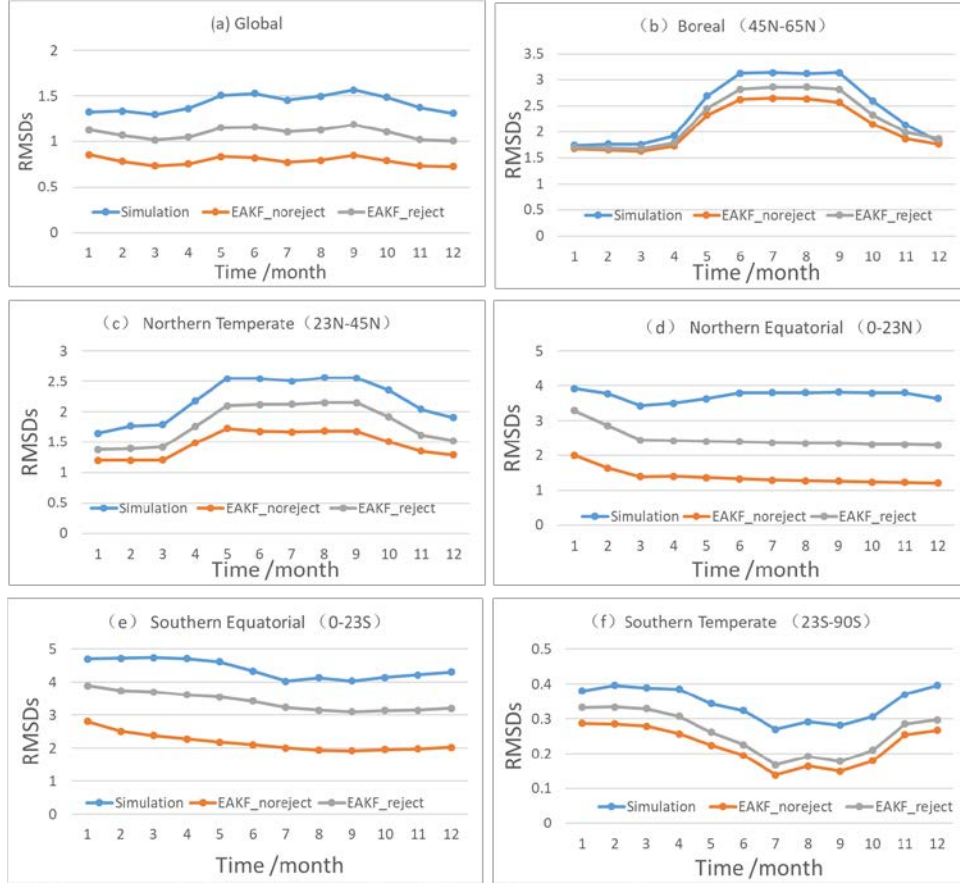 (a) Global
2
1.5
1
0.5
0
RMSDs
Simulation EAKF_noreject EAKF_reject
1 2 3 4 5 6 7 8 9 10 11 12
Time /month
（b） Boreal （45N-65N）
3.5
3
2.5
2
1.5
1
0.5
0
RMSDs
Simulation EAKF_noreject EAKF_reject
1 2 3 4 5 6 7 8 9 10 11 12
Time /month
（c） Northern Temperate （23N-45N）
3
2.5
2
1.5
1
0.5
0
RMSDs
Simulation EAKF_noreject EAKF_reject
1 2 3 4 5 6 7 8 9 10 11 12
Time /month
（d） Northern Equatorial （0-23N）
5
4
3
2
1
0
RMSDs
Simulation EAKF_noreject EAKF_reject
1 2 3 4 5 6 7 8 9 10 11 12
Time /month
（e） Southern Equatorial （0-23S）
5
4
3
2
1
0
RMSDs
Simulation EAKF_noreject EAKF_reject
1 2 3 4 5 6 7 8 9 10 11 12
Time /month
（f） Southern Temperate （23S-90S）
0.5
0.4
0.3
0.2
0.1
0
RMSDs
Simulation EAKF_noreject EAKF_reject
1 2 3 4 5 6 7 8 9 10 11 12
Time /month